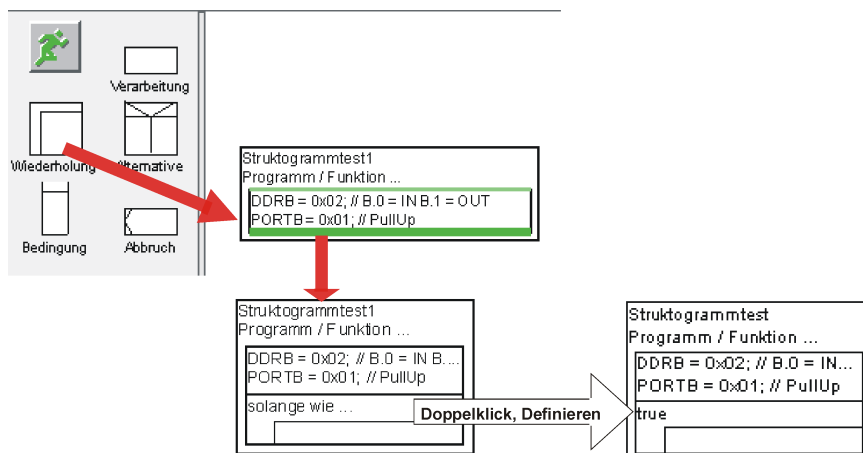 Verarbeitung
Wiederholung
Alternative
Bedingung
Abbruch
Struktogrammtest1
Programm / Funktion ...
DDRB = 0x02; // B.0 = IN B.1 = OUT
PORTB = 0x01; // PullUp
Struktogrammtest1
Programm / Funktion ...
DDRB = 0x02; // B.0 = IN B....
PORTB = 0x01; // PullUp
solange wie ...
Doppelklick, Definieren
Struktogrammtest
Programm / Funktion ...
DDRB = 0x02; // B.0 = IN...
PORTB = 0x01; // PullUp
true